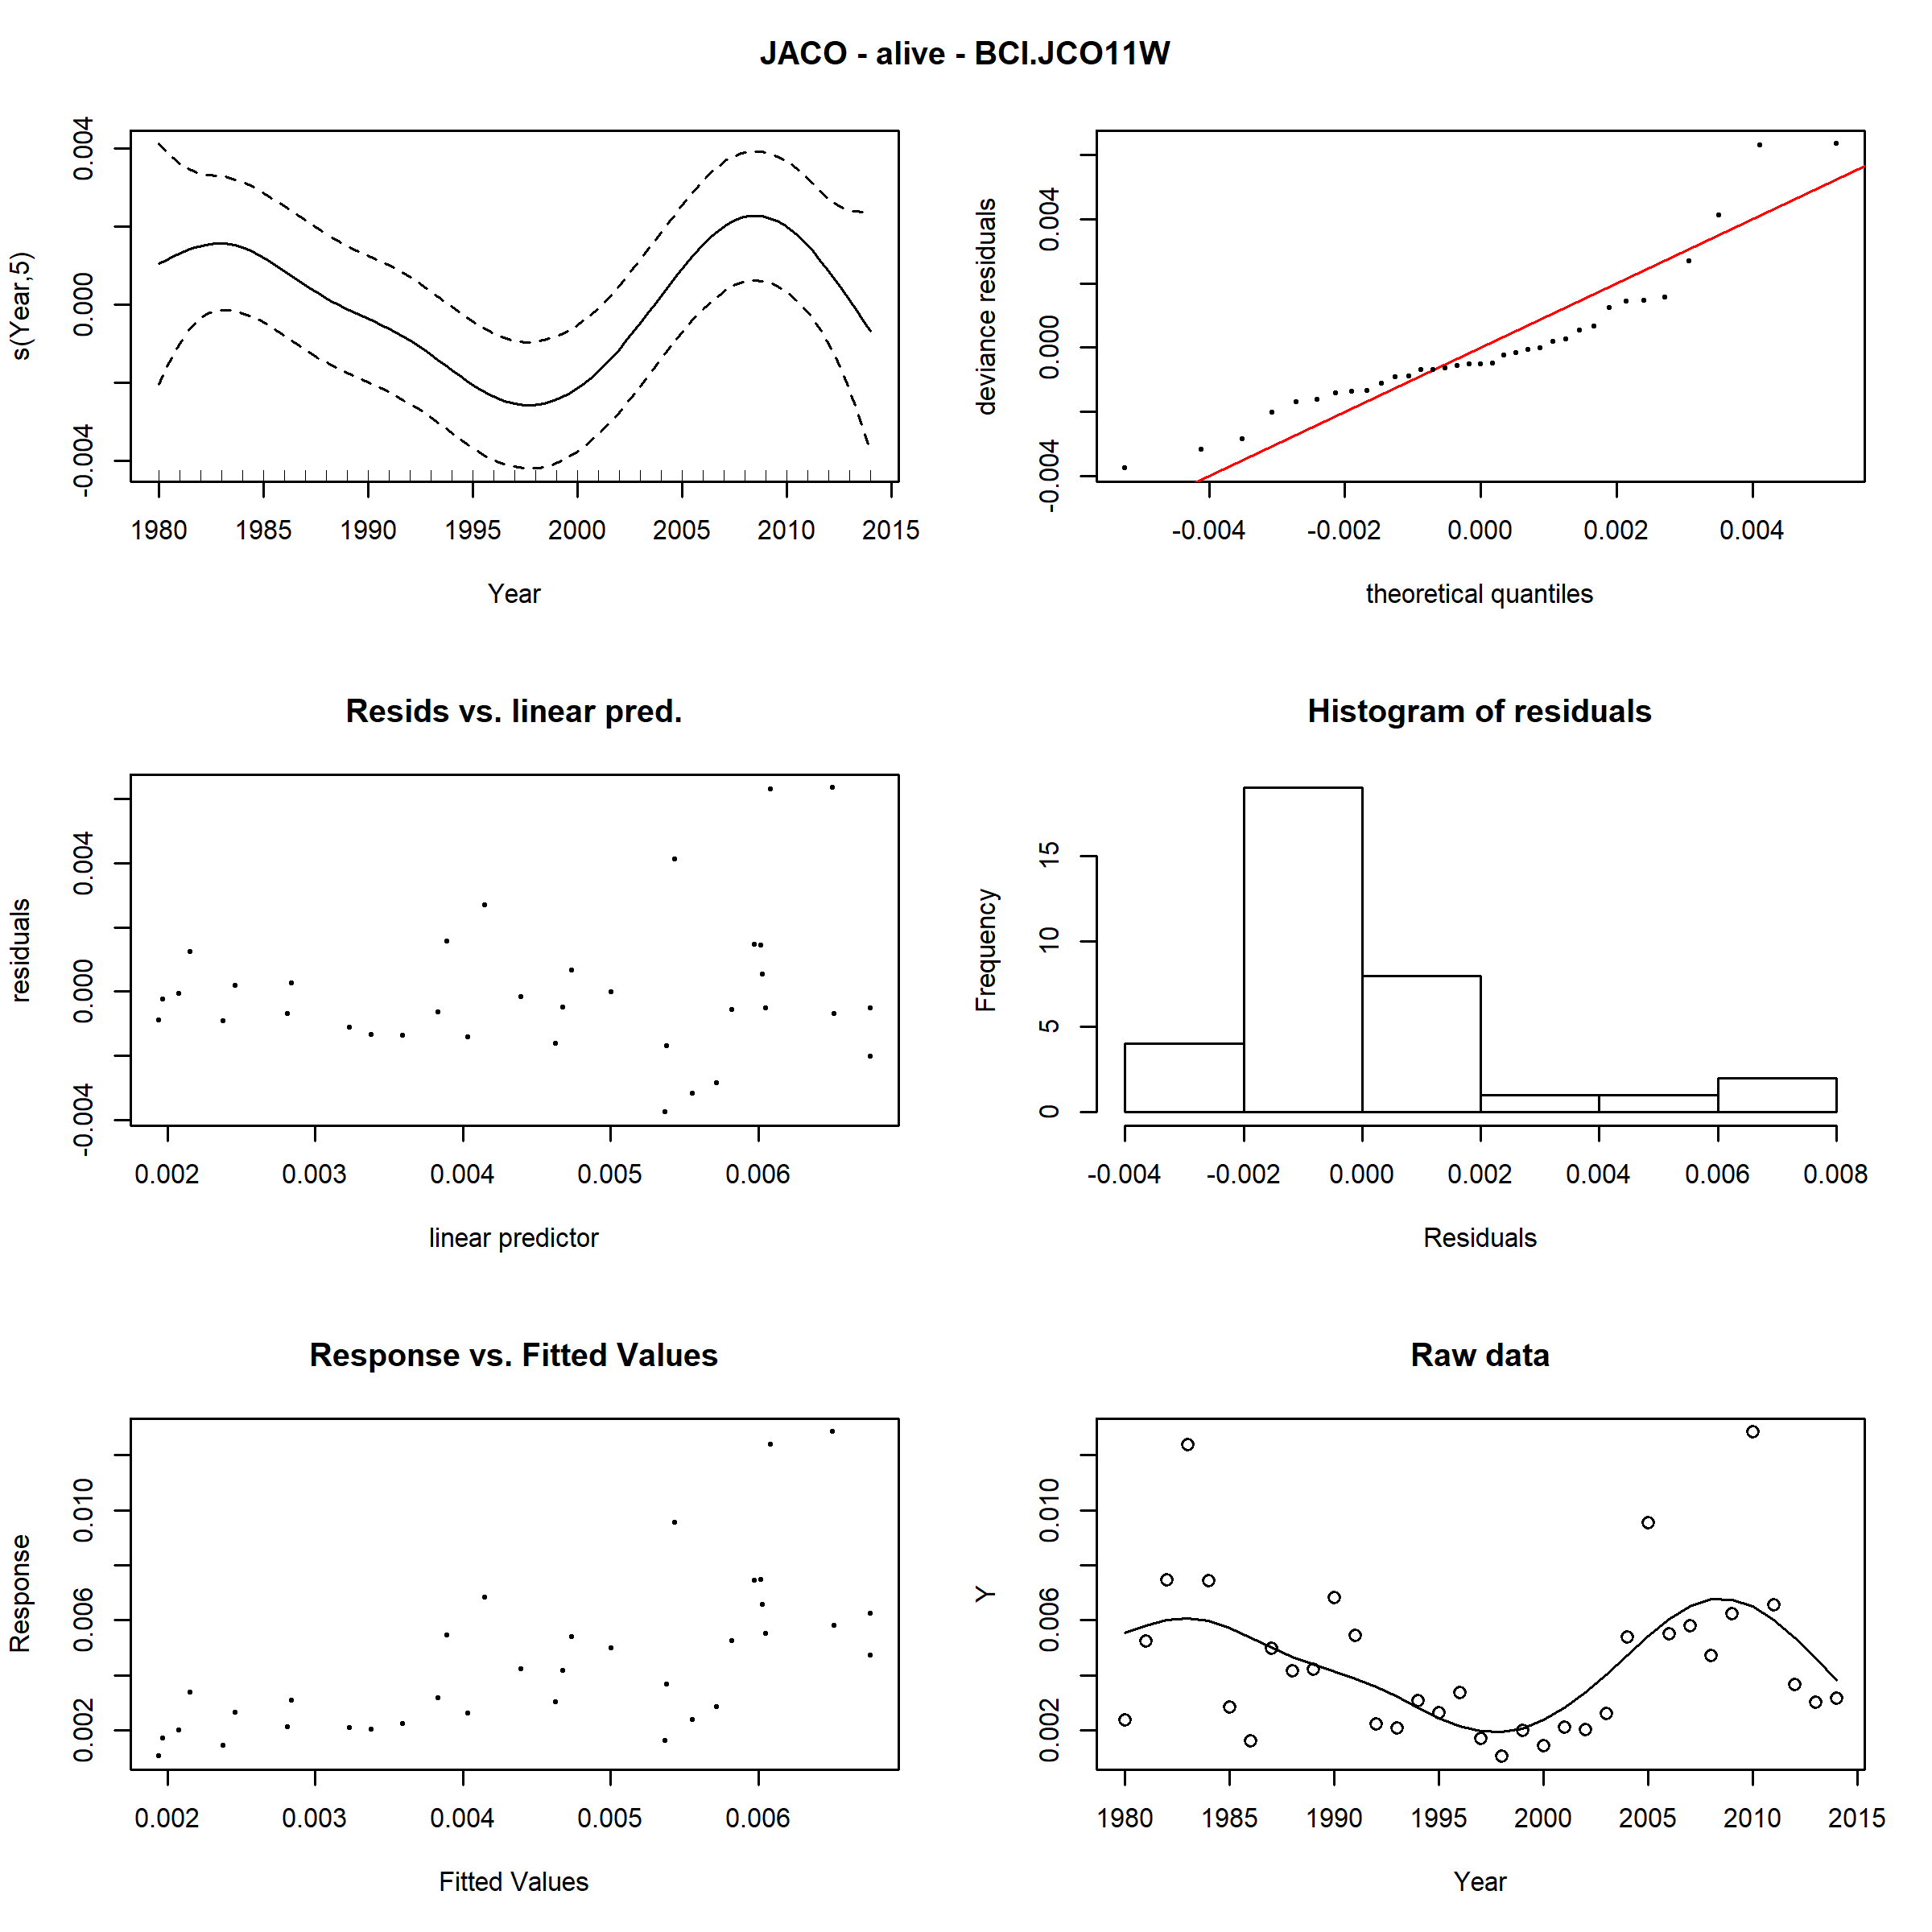 JACO - alive - BCI.JCO11W
s(Year,5)
0.004
0.000
-0.004
1980 1985 1990 1995 2000 2005 2010 2015
Year
deviance residuals
0.004
0.000
-0.004
-0.004 -0.002 0.000 0.002 0.004
theoretical quantiles
Resids vs. linear pred.
residuals
0.004
0.000
-0.004
0.002 0.003 0.004 0.005 0.006
linear predictor
Histogram of residuals
Frequency
15
10
5
0
-0.004 -0.002 0.000 0.002 0.004 0.006 0.008
Residuals
Response vs. Fitted Values
Response
0.010
0.006
0.002
0.002 0.003 0.004 0.005 0.006
Fitted Values
Raw data
Y
0.010
0.006
0.002
1980 1985 1990 1995 2000 2005 2010 2015
Year